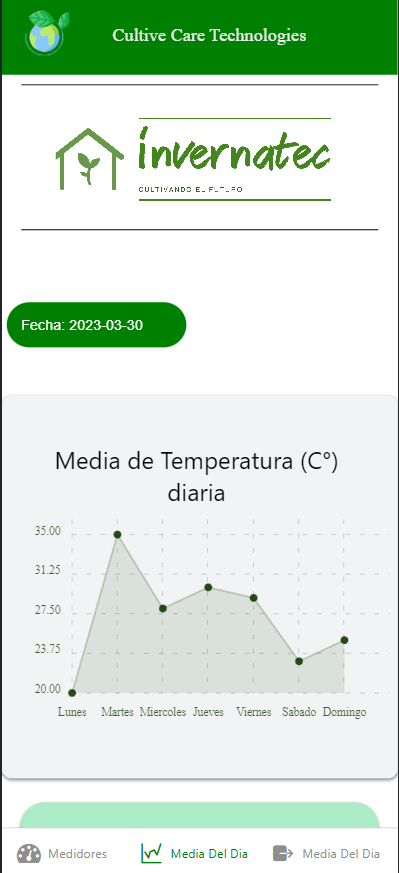 Cultive Care Technologies
Invernatec
CULTIVANDO EL FUTURO
Fecha: 2023-03-30
Media de Temperatura (C°)
diaria
35.00
31.25
27.50
23.75
20.00
Lunes Martes Miercoles Jueves Viernes Sabado Domingo
Medidores Media Del Dia Media Del Dia